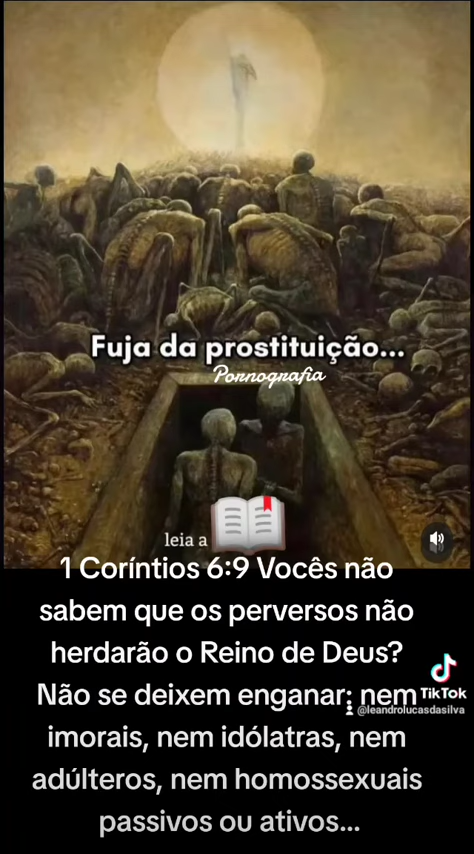 Fuja da prostituição...
Pornografia
leia a
1 Coríntios 6:9 Vocês não
sabem que os perversos não
herdarão o Reino de Deus?
Não se deixem enganar: nem
TikTok
@leandrolucasdasilva
imorais, nem idólatras, nem
adúlteros, nem homossexuais
passivos ou ativos...